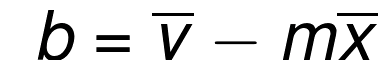 b = v̅ − mx̅